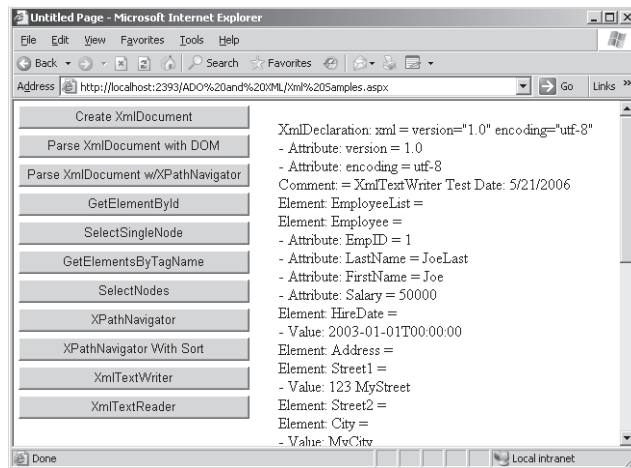 Untitled Page - Microsoft Internet Explorer
File Edit View Favorites Tools Help
Back Search Favorites
Address http://localhost:2393/ADO%20and%20XML/Xml%20Samples.aspx Go Links »
Create XmlDocument
Parse XmlDocument with DOM
Parse XmlDocument w/XPathNavigator
GetElementById
SelectSingleNode
GetElementsByTagName
SelectNodes
XPathNavigator
XPathNavigator With Sort
XmlTextWriter
XmlTextReader
XmlDeclaration: xml = version="1.0" encoding="utf-8"
- Attribute: version = 1.0
- Attribute: encoding = utf-8
Comment: = XmlTextWriter Test Date: 5/21/2006
Element: EmployeeList =
Element: Employee =
- Attribute: EmpID = 1
- Attribute: LastName = JoeLast
- Attribute: FirstName = Joe
- Attribute: Salary = 50000
Element: HireDate =
- Value: 2003-01-01T00:00:00
Element: Address =
Element: Street1 =
- Value: 123 MyStreet
Element: Street2 =
Element: City =
- Value: MyCity
Done Local intranet